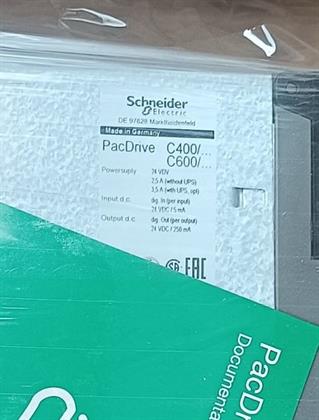 Schneider
Electric
DE 97828 Marktheidenfeld
Made in Germany
PacDrive C400/...
C600/...
Powersuply 24 VDV
2,5 A (without UPS)
3,5 A (with UPS, opt)
Input d.c. dig. In (per input)
24 VDC / 5 mA
Output d.c. dig. Out (per output)
24 VDC / 250 mA
EAC
PacDr
Documenta